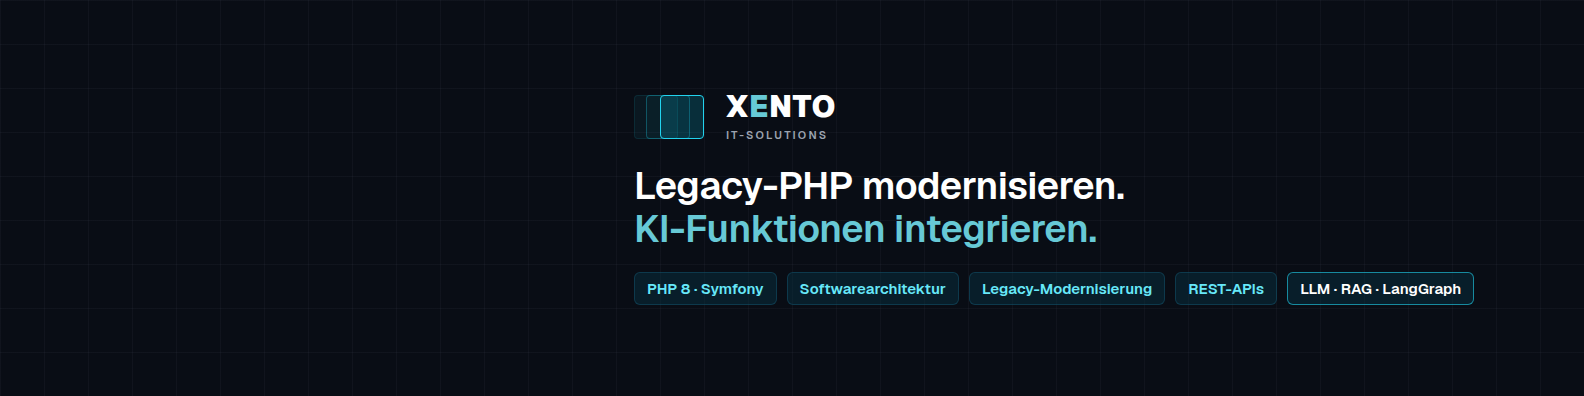 XENTO
IT-SOLUTIONS
Legacy-PHP modernisieren.
KI-Funktionen integrieren.
PHP 8 · Symfony Softwarearchitektur Legacy-Modernisierung REST-APIs LLM · RAG · LangGraph